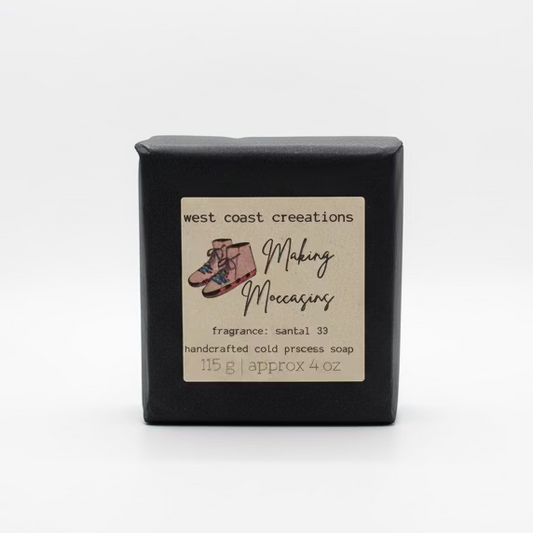 west coast creeations
Making
Moccasins
fragrance: santal 33
handcrafted cold prscess soap
115 g | approx 4 oz